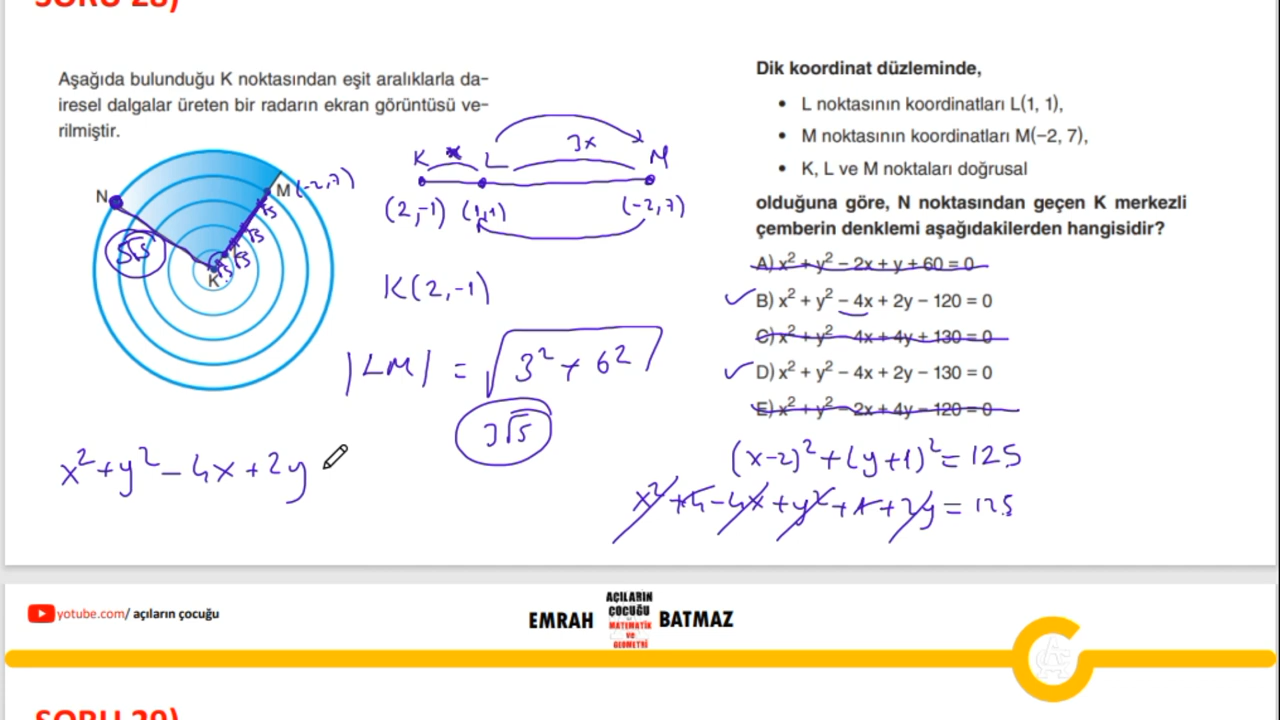 SORU 28)
Aşağıda bulunduğu K noktasından eşit aralıklarla da-
iresel dalgalar üreten bir radarın ekran görüntüsü ve-
rilmiştir.
N
M (-2,7)
5√5
√5
√5
√5
√5
K
K x L 3x M
(2,-1) (1,1) (-2,7)
K(2,-1)
|LM| = √3² + 6²
3√5
x² + y² - 4x + 2y
Dik koordinat düzleminde,
• L noktasının koordinatları L(1, 1),
• M noktasının koordinatları M(−2, 7),
• K, L ve M noktaları doğrusal
olduğuna göre, N noktasından geçen K merkezli
çemberin denklemi aşağıdakilerden hangisidir?
A) x² + y² − 2x + y + 60 = 0
B) x² + y² − 4x + 2y − 120 = 0
C) x² + y² − 4x + 4y + 130 = 0
D) x² + y² − 4x + 2y − 130 = 0
E) x² + y² − 2x + 4y − 120 = 0
(x-2)² + (y+1)² = 125
x² + 4 - 4x + y² + 1 + 2y = 125
yotube.com/ açıların çocuğu
EMRAH
AÇILARIN
ÇOCUĞU
MATEMATİK
ve
GEOMETRİ
BATMAZ
SORU 29)